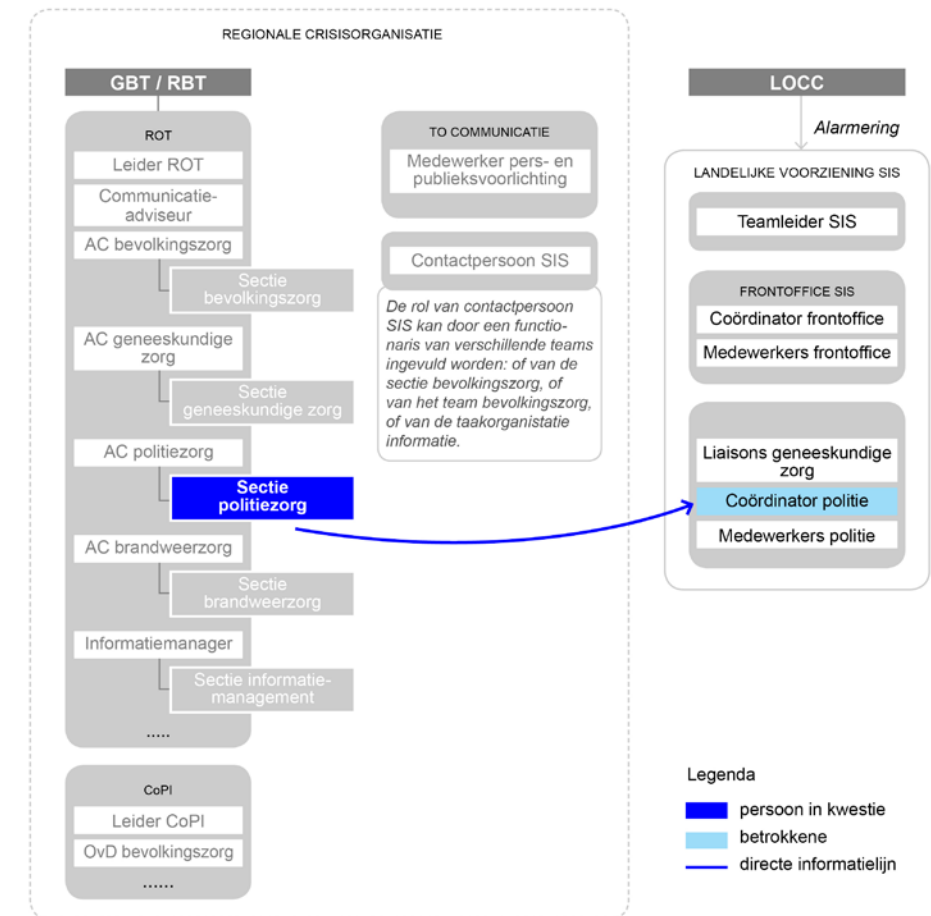 REGIONALE CRISISORGANISATIE
GBT / RBT
ROT
Leider ROT
Communicatie-
adviseur
AC bevolkingszorg
Sectie
bevolkingszorg
AC geneeskundige
zorg
Sectie
geneeskundige zorg
AC politiezorg
Sectie
politiezorg
AC brandweerzorg
Sectie
brandweerzorg
Informatiemanager
Sectie informatie-
management
.....
CoPI
Leider CoPI
OvD bevolkingszorg
......
TO COMMUNICATIE
Medewerker pers- en
publieksvoorlichting
Contactpersoon SIS
De rol van contactpersoon
SIS kan door een functio-
naris van verschillende teams
ingevuld worden: of van de
sectie bevolkingszorg, of
van het team bevolkingszorg,
of van de taakorganistatie
informatie.
LOCC
Alarmering
LANDELIJKE VOORZIENING SIS
Teamleider SIS
FRONTOFFICE SIS
Coördinator frontoffice
Medewerkers frontoffice
Liaisons geneeskundige
zorg
Coördinator politie
Medewerkers politie
Legenda
persoon in kwestie
betrokkene
directe informatielijn